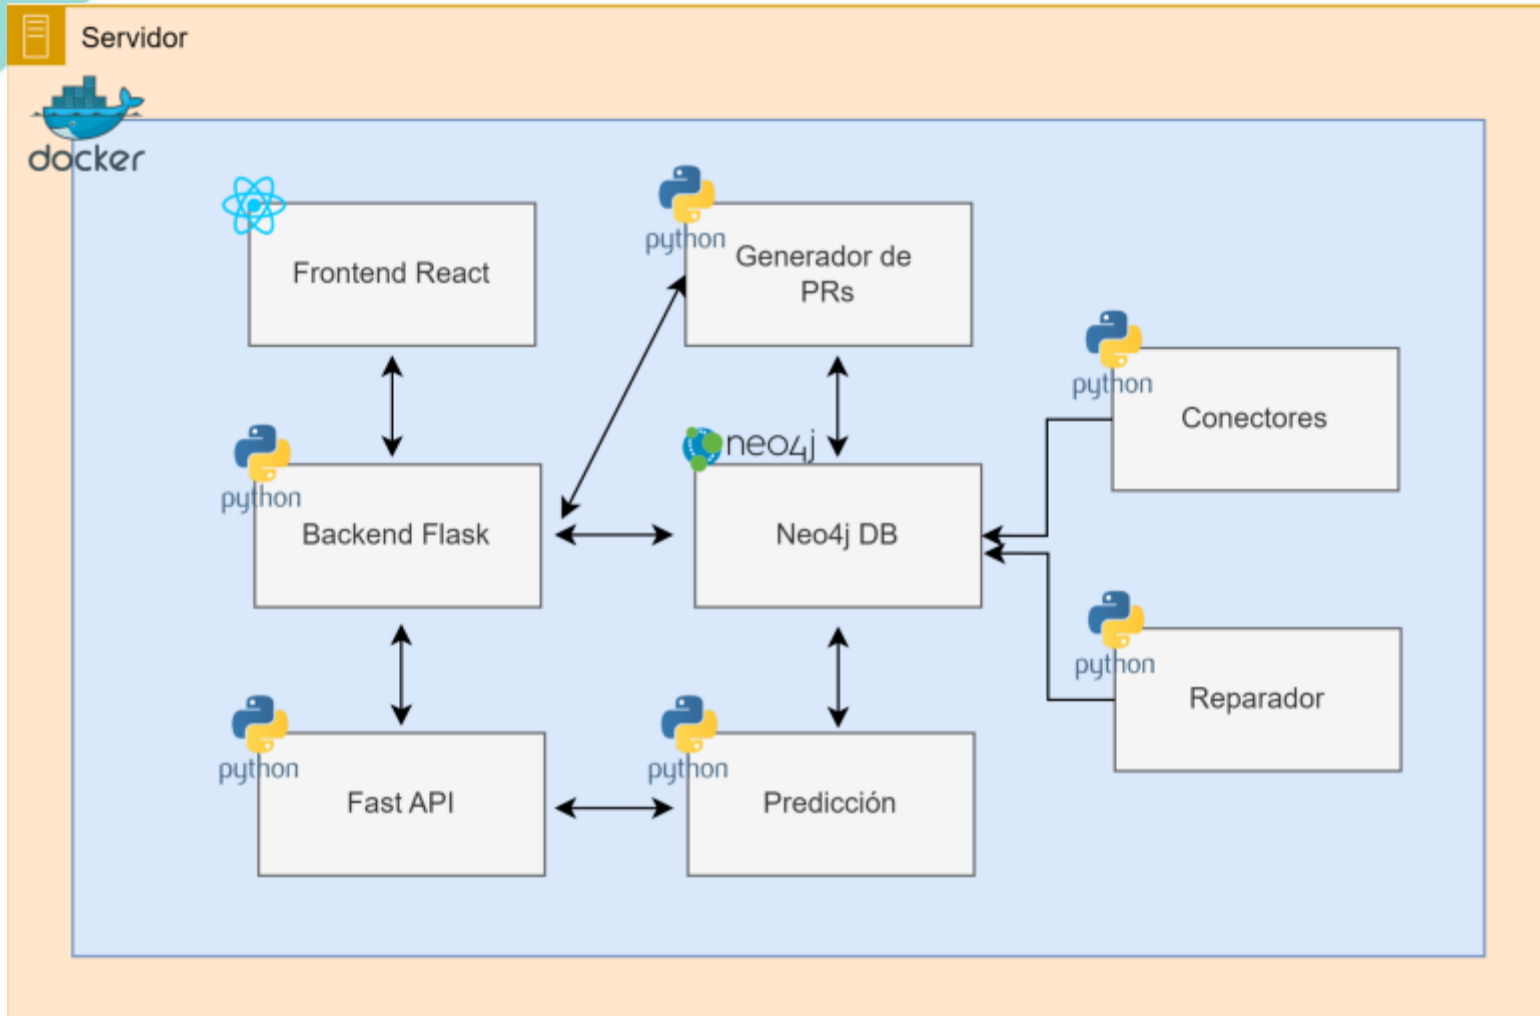 Servidor
docker
Frontend React
python
Generador de
PRs
python
Conectores
python
Backend Flask
neo4j
Neo4j DB
python
Reparador
python
Fast API
python
Predicción